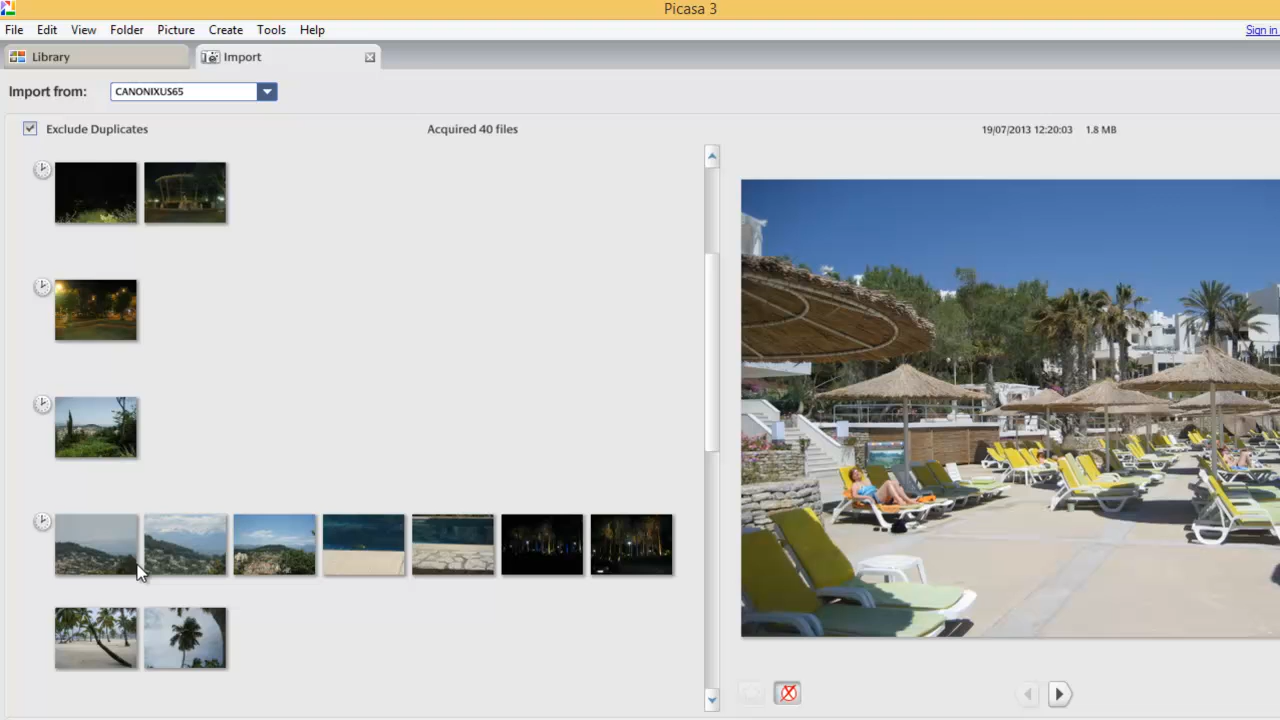 Picasa 3
File Edit View Folder Picture Create Tools Help
Sign in
Library Import
Import from: CANONIXUS65
Exclude Duplicates Acquired 40 files 19/07/2013 12:20:03 1.8 MB